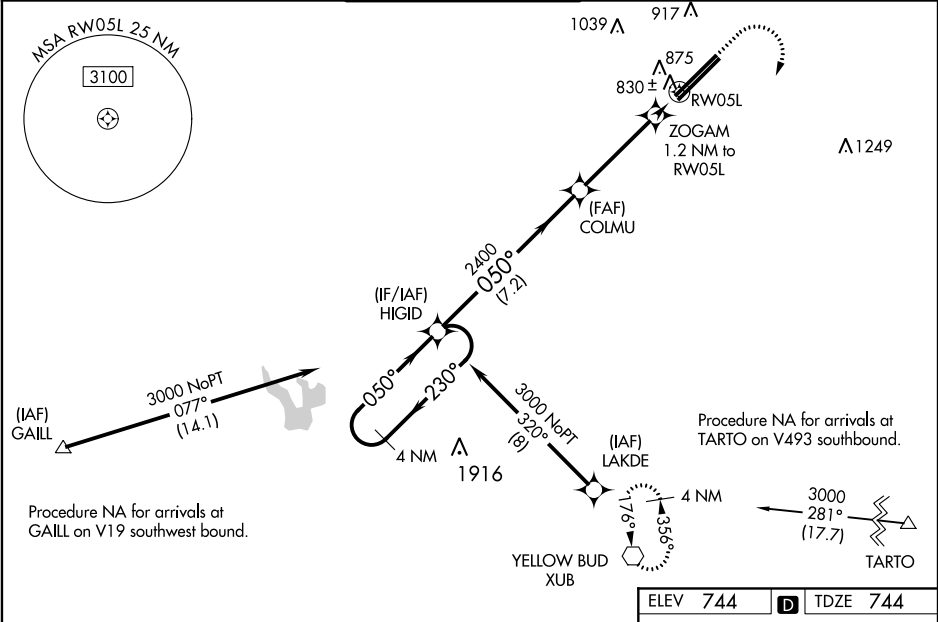 MSA RW05L 25 NM
3100
1039
917
875
830 ±
RW05L
ZOGAM
1.2 NM to
RW05L
1249
(FAF)
COLMU
2400
050°
(7.2)
(IF/IAF)
HIGID
050°
230°
4 NM
3000 NoPT
077°
(14.1)
(IAF)
GAILL
3000 NoPT
320°
(8)
1916
(IAF)
LAKDE
Procedure NA for arrivals at
TARTO on V493 southbound.
Procedure NA for arrivals at
GAILL on V19 southwest bound.
4 NM
176°
356°
YELLOW BUD
XUB
3000
281°
(17.7)
TARTO
ELEV 744 D TDZE 744